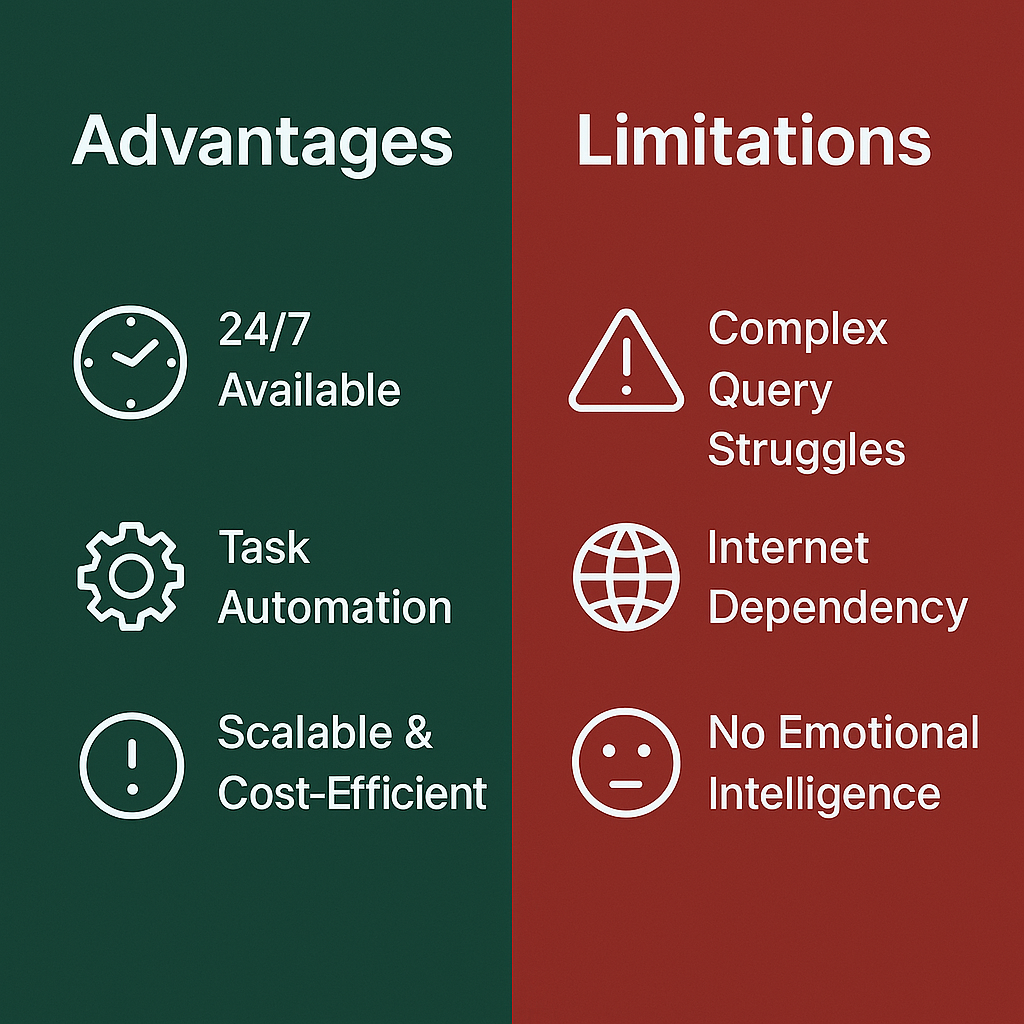 Advantages
24/7
Available
Task
Automation
Scalable &
Cost-Efficient
Limitations
Complex
Query
Struggles
Internet
Dependency
No Emotional
Intelligence